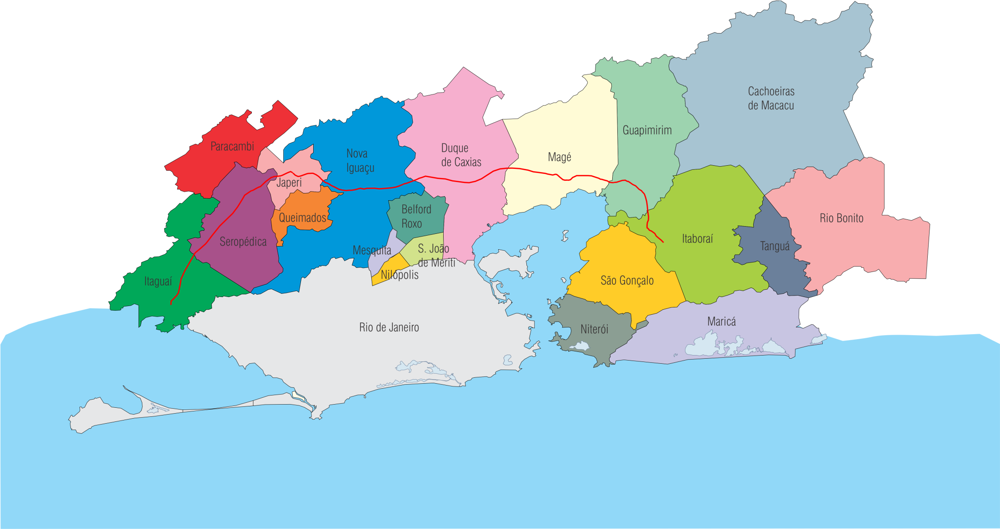 Cachoeiras
de Macacu
Guapimirim
Paracambi
Nova
Iguaçu
Duque
de Caxias
Magé
Japeri
Belford
Roxo
Queimados
Rio Bonito
Seropédica
Itaboraí
Tanguá
Mesquita
S. João
de Meriti
Nilópolis
Itaguaí
São Gonçalo
Maricá
Rio de Janeiro
Niterói